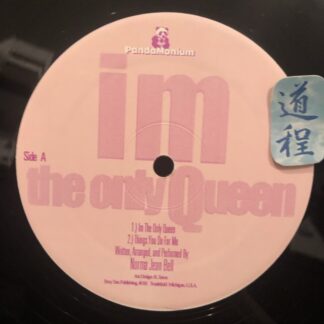 PandaMonium
im
道程
Side A
the only Queen
1.) Im The Only Queen
2.) Things You Do For Me
Written, Arranged, and Performed By
Norma Jean Bell